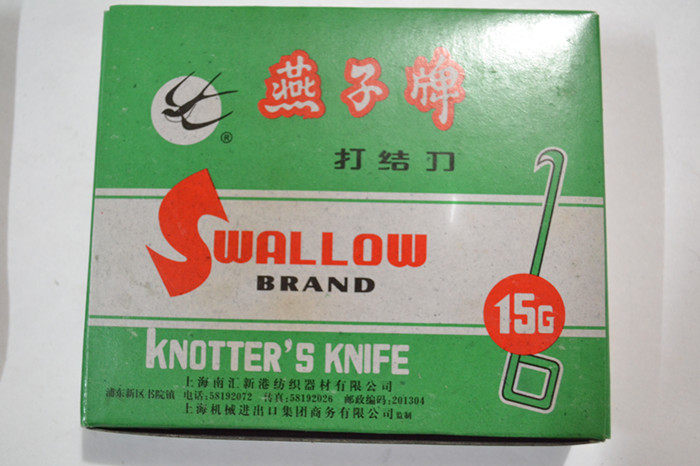 燕子牌
®
打结刀
SWALLOW
BRAND
15G
KNOTTER'S KNIFE
上海南汇新港纺织器材有限公司
浦东新区书院镇 电话:58192072 传真:58192026 邮政编码:201304
上海机械进出口集团商务有限公司监制